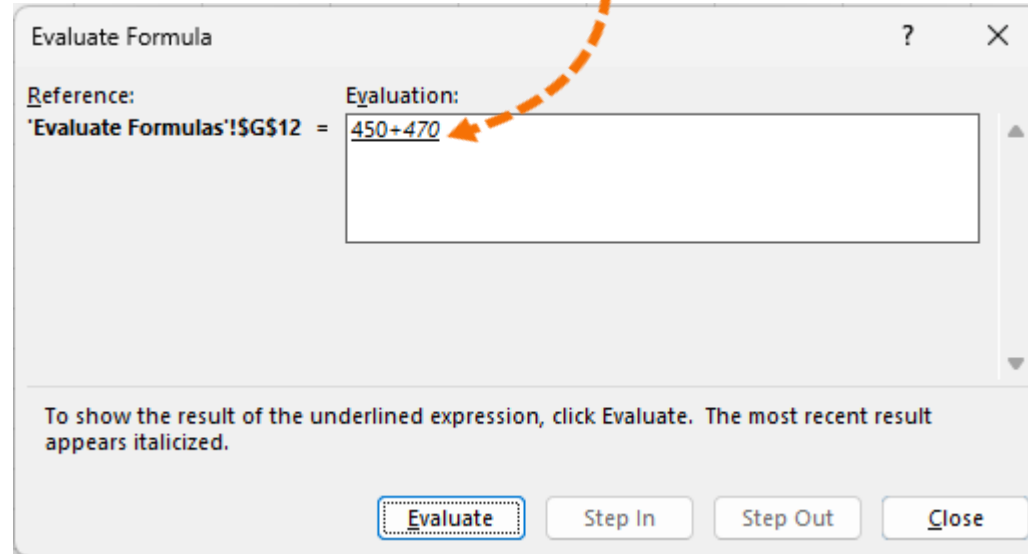 Evaluate Formula ? ×
Reference: Evaluation:
'Evaluate Formulas'!$G$12 = 450+470
To show the result of the underlined expression, click Evaluate. The most recent result
appears italicized.
Evaluate Step In Step Out Close